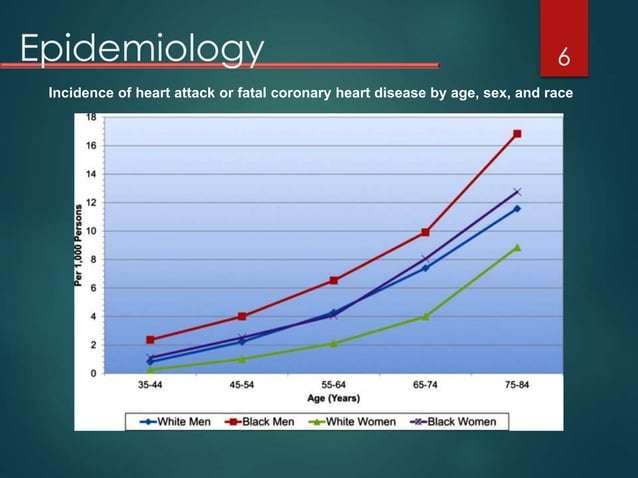 Epidemiology
6
Incidence of heart attack or fatal coronary heart disease by age, sex, and race
18
16
14
12
10
8
6
4
2
0
Per 1,000 Persons
35-44 45-54 55-64 65-74 75-84
Age (Years)
White Men Black Men White Women Black Women